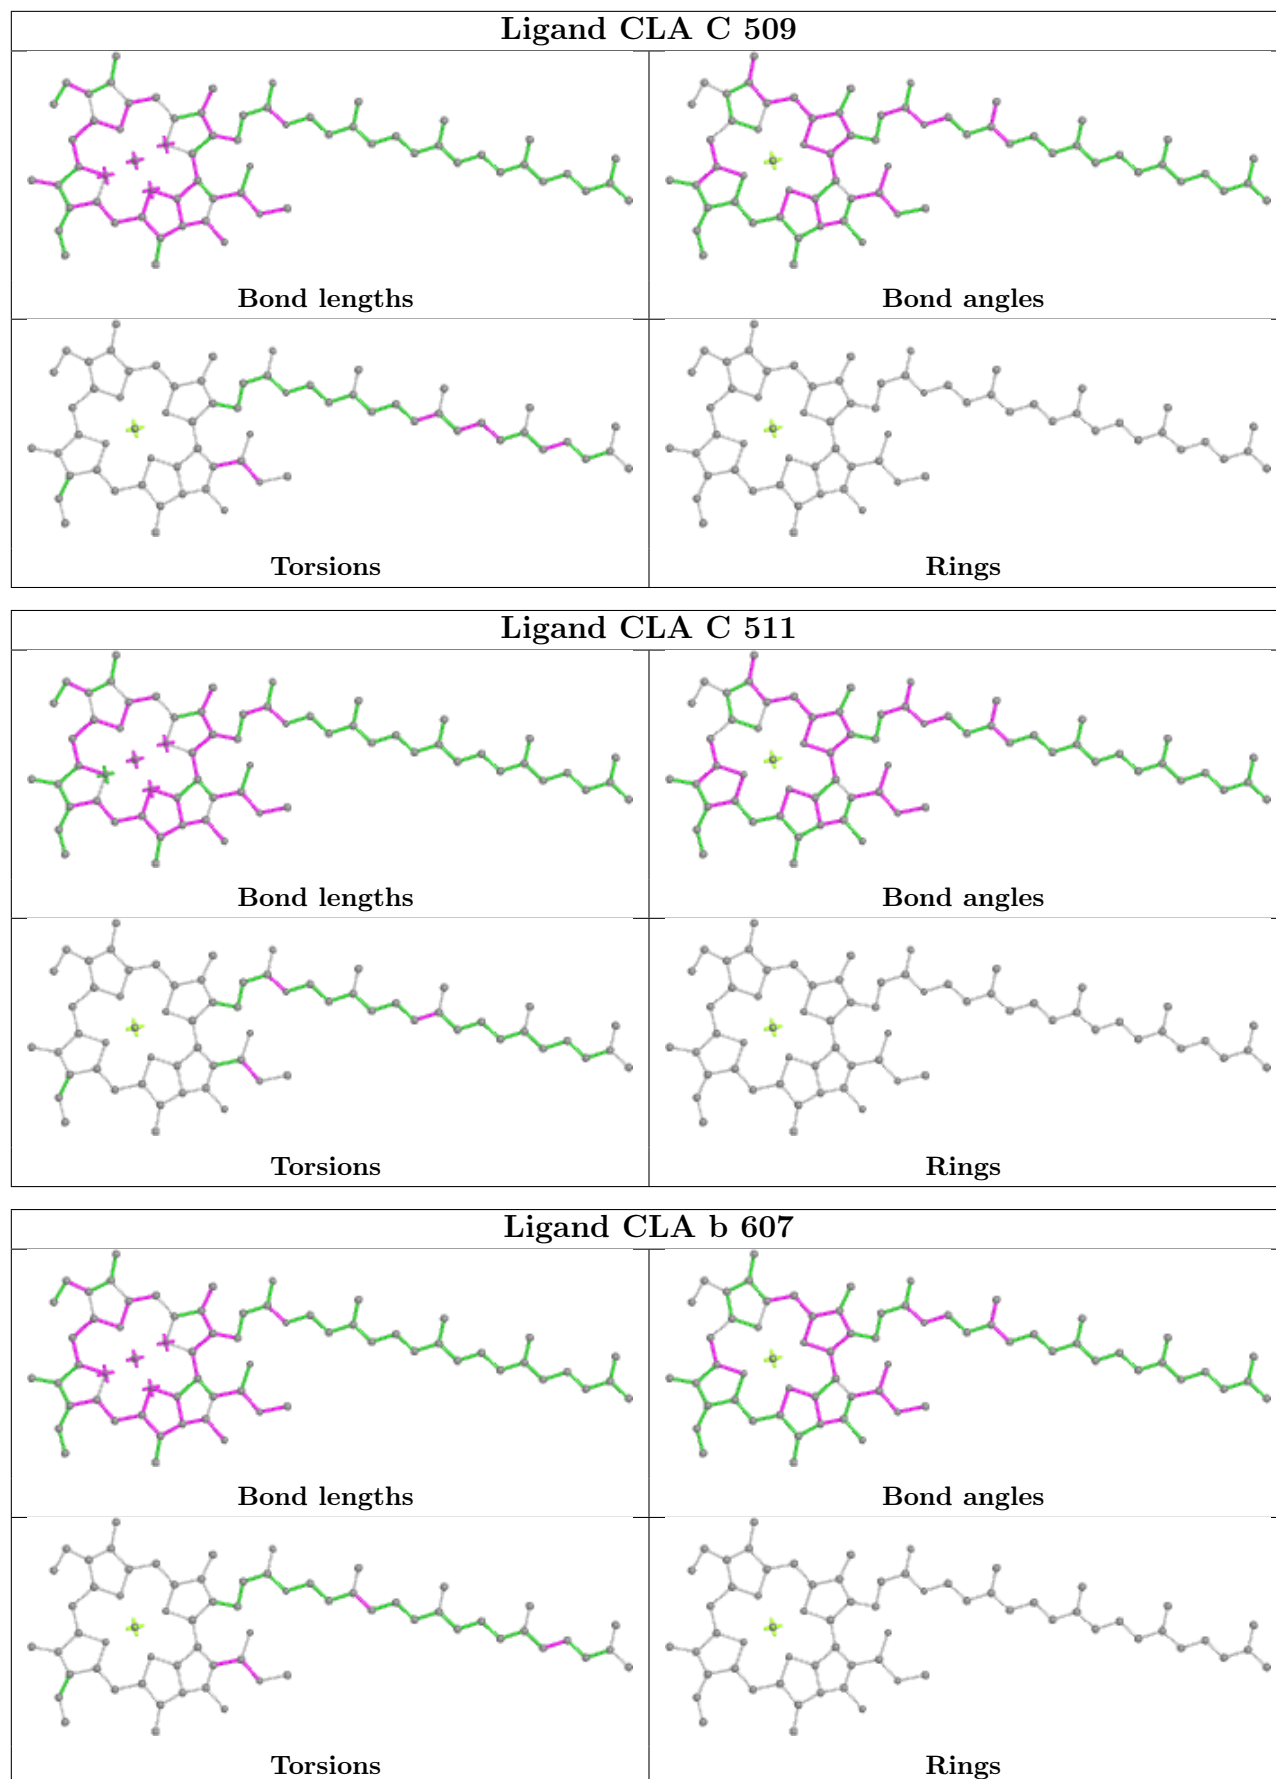 Ligand CLA C 509
Bond lengths
Bond angles
Torsions
Rings
Ligand CLA C 511
Bond lengths
Bond angles
Torsions
Rings
Ligand CLA b 607
Bond lengths
Bond angles
Torsions
Rings